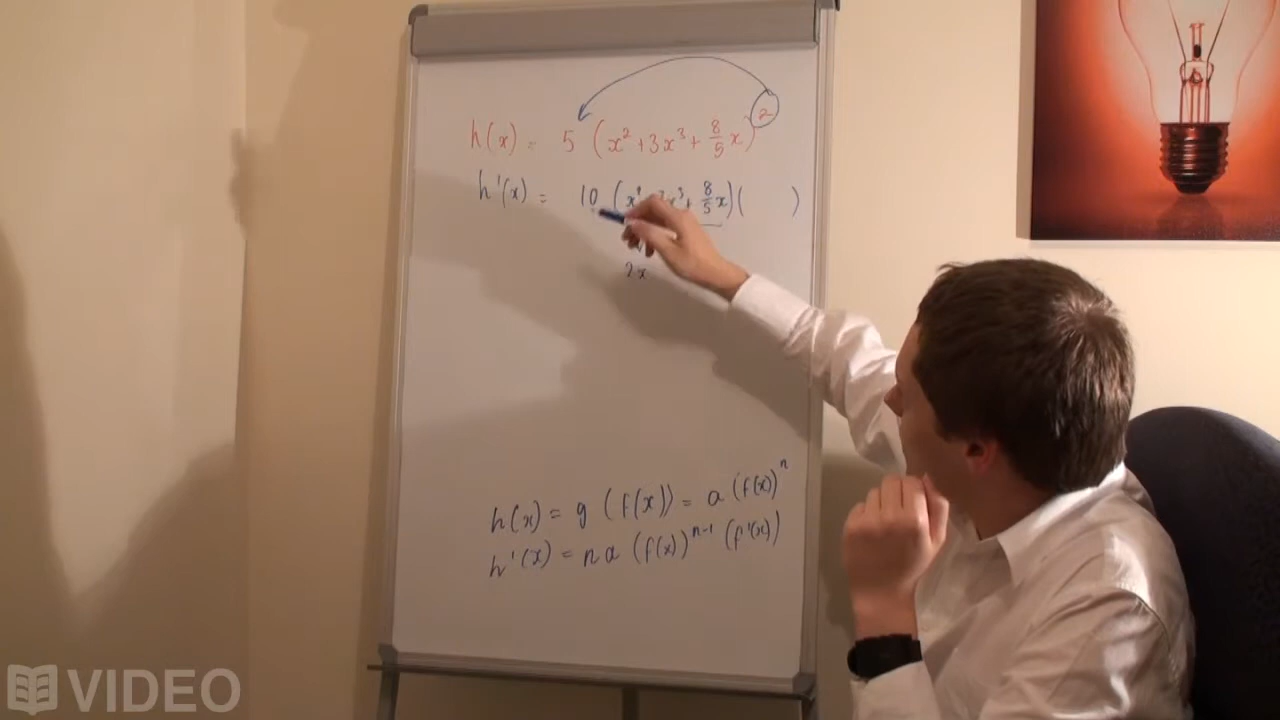 h(x) = 5 (x² + 3x³ + 8/5 x)²
h'(x) = 10 (x² + 3x³ + 8/5 x)( )
2x
h(x) = g (f(x)) = a (f(x))ⁿ
h'(x) = n a (f(x))ⁿ⁻¹ (f'(x))
VIDEO